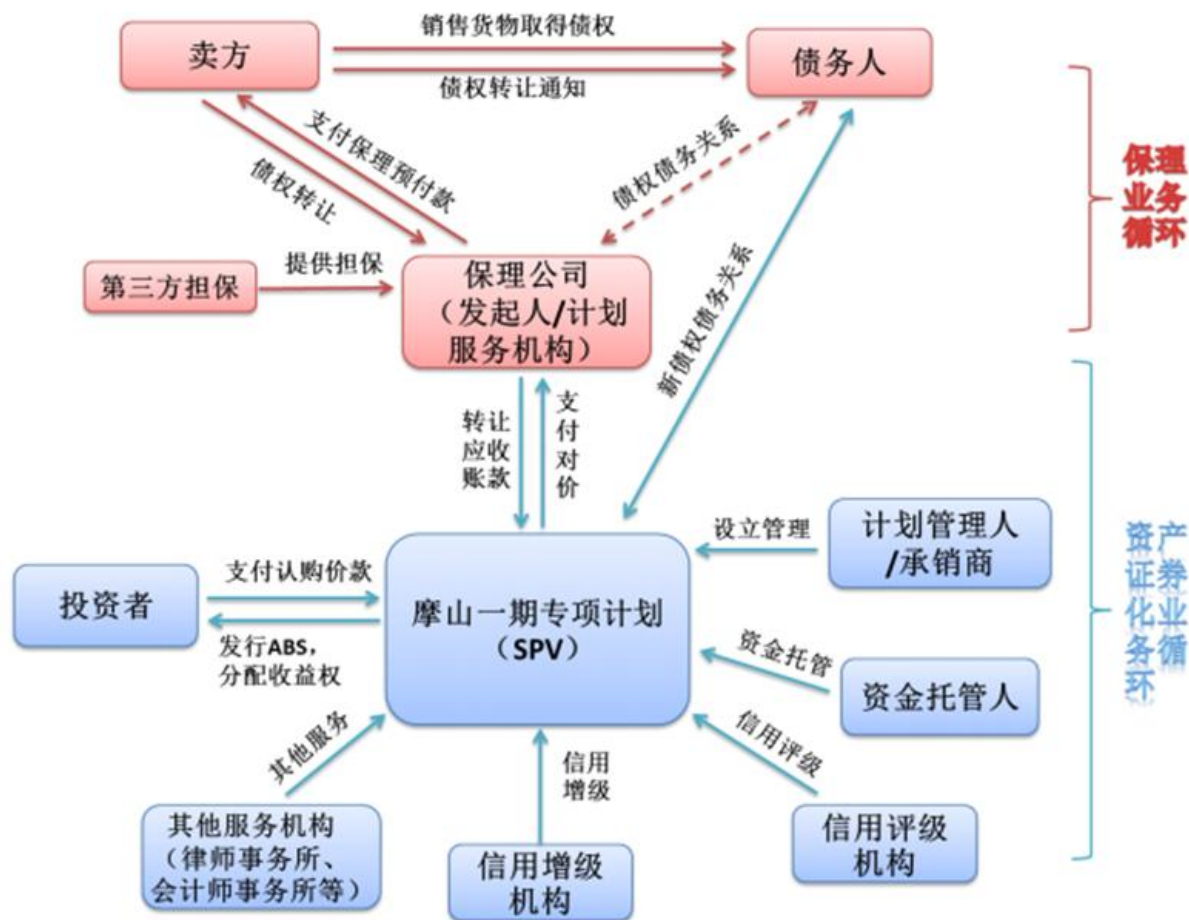 卖方
销售货物取得债权
债权转让通知
债务人
支付保理预付款
债权转让
债权债务关系
新债权债务关系
第三方担保
提供担保
保理公司
（发起人/计划
服务机构）
保理
业务
循环
转让
应收
账款
支
付
对
价
投资者
支付认购价款
发行ABS，
分配收益权
摩山一期专项计划
（SPV）
设立管理
计划管理人
/承销商
资金托管
资金托管人
信用评级
信用评级
机构
信用
增级
信用增级
机构
其他服务
其他服务机构
（律师事务所、
会计师事务所等）
资产
证券
化业
务循
环